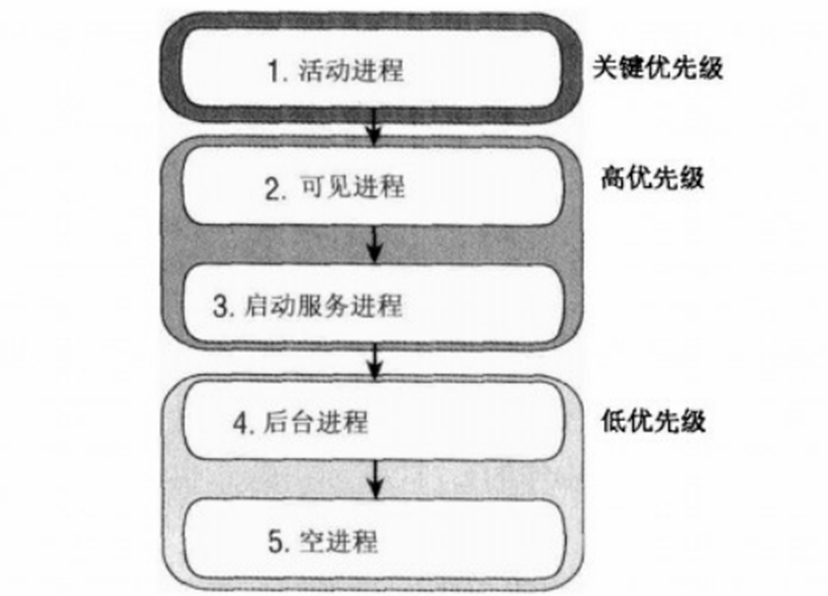 1. 活动进程
关键优先级
2. 可见进程
高优先级
3. 启动服务进程
4. 后台进程
低优先级
5. 空进程